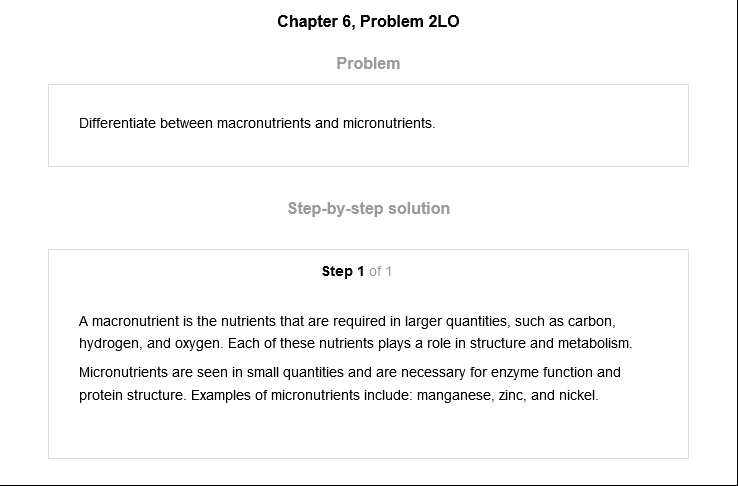 Chapter 6, Problem 2LO
Problem
Differentiate between macronutrients and micronutrients.
Step-by-step solution
Step 1 of 1
A macronutrient is the nutrients that are required in larger quantities, such as carbon,
hydrogen, and oxygen. Each of these nutrients plays a role in structure and metabolism.
Micronutrients are seen in small quantities and are necessary for enzyme function and
protein structure. Examples of micronutrients include: manganese, zinc, and nickel.